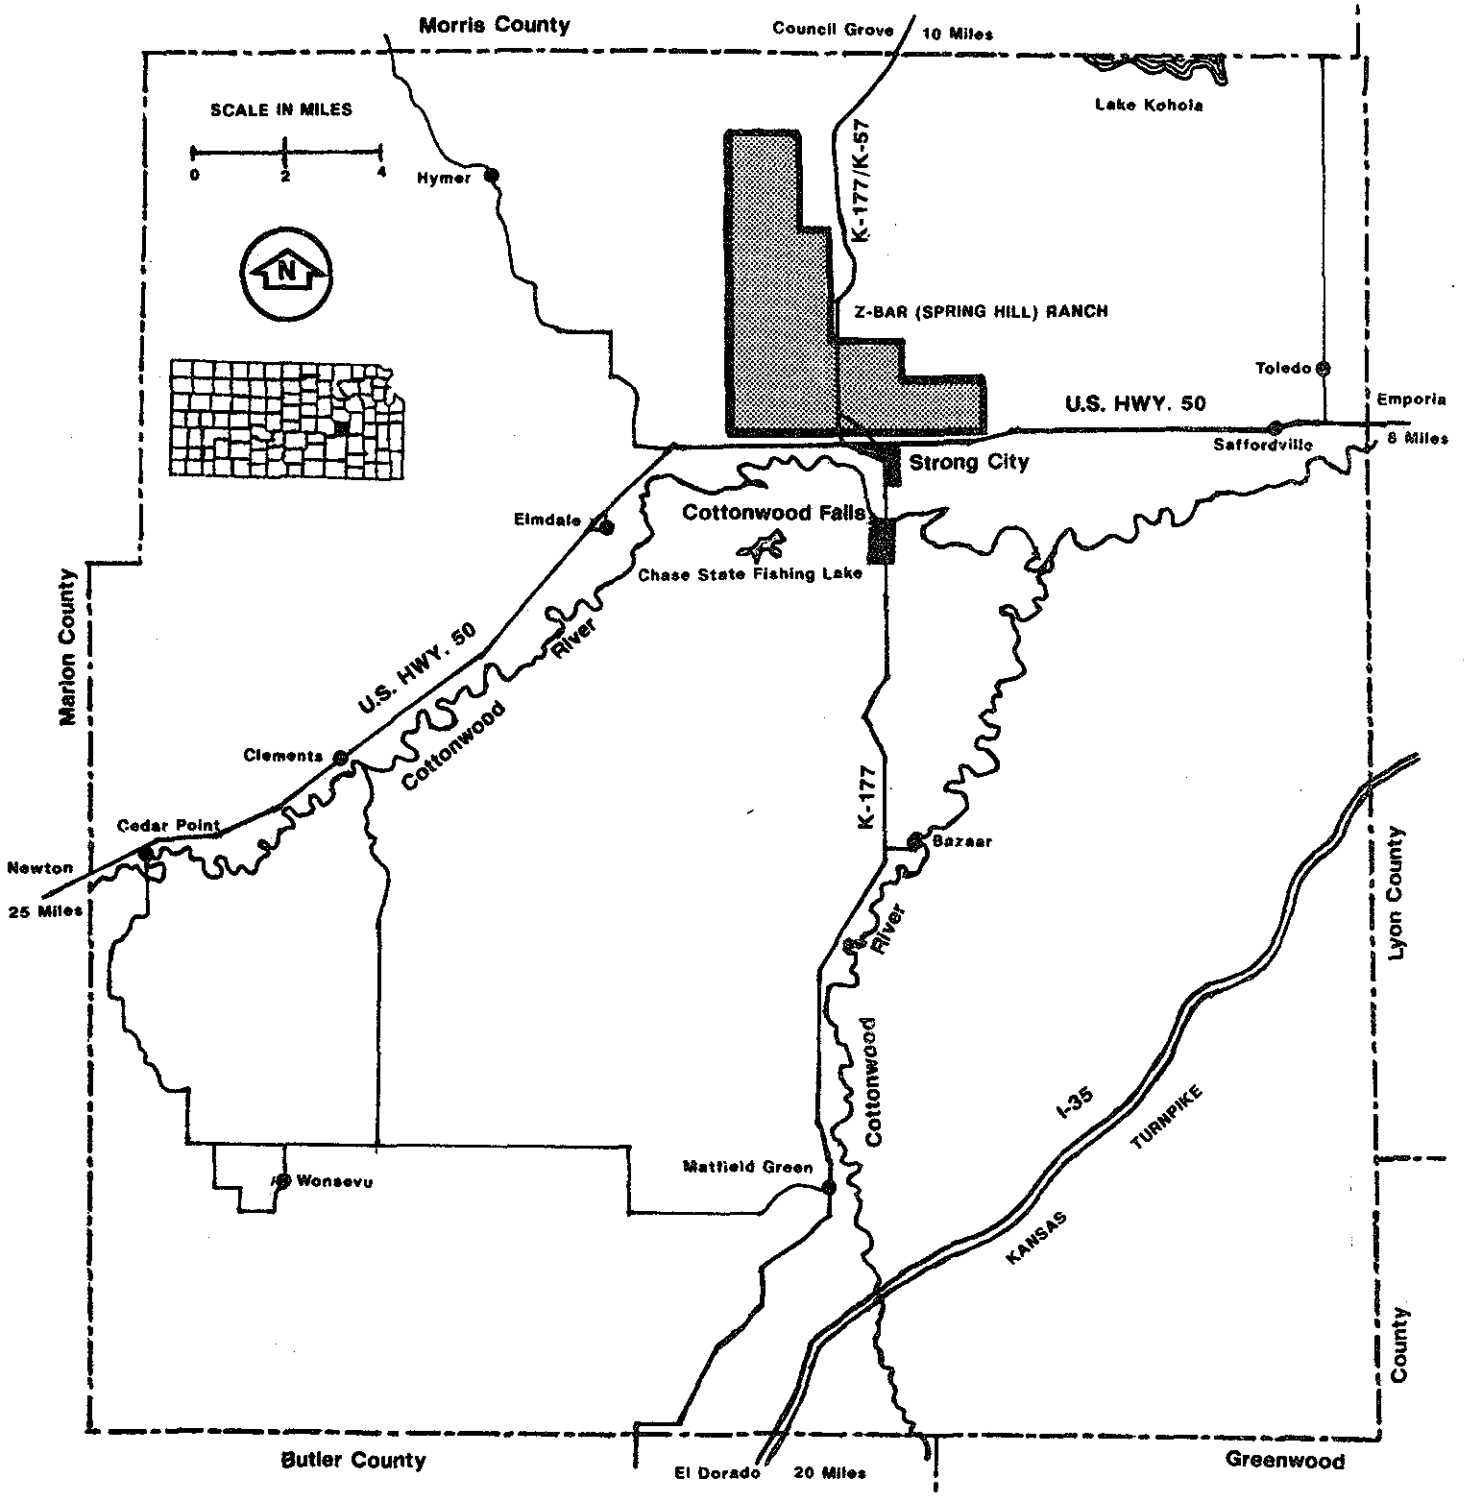 Morris County
Council Grove 10 Miles
SCALE IN MILES
0 2 4
Lake Kohola
Hymer
K-177/K-57
N
Z-BAR (SPRING HILL) RANCH
Toledo
U.S. HWY. 50
Emporia
8 Miles
Saffordville
Strong City
Elmdale
Cottonwood Falls
Chase State Fishing Lake
Marion County
U.S. HWY. 50
Cottonwood River
Clements
K-177
Cedar Point
Bazaar
Newton
25 Miles
Lyon County
River
Cottonwood
I-35
TURNPIKE
Matfield Green
Wonsevu
KANSAS
County
Butler County
El Dorado 20 Miles
Greenwood